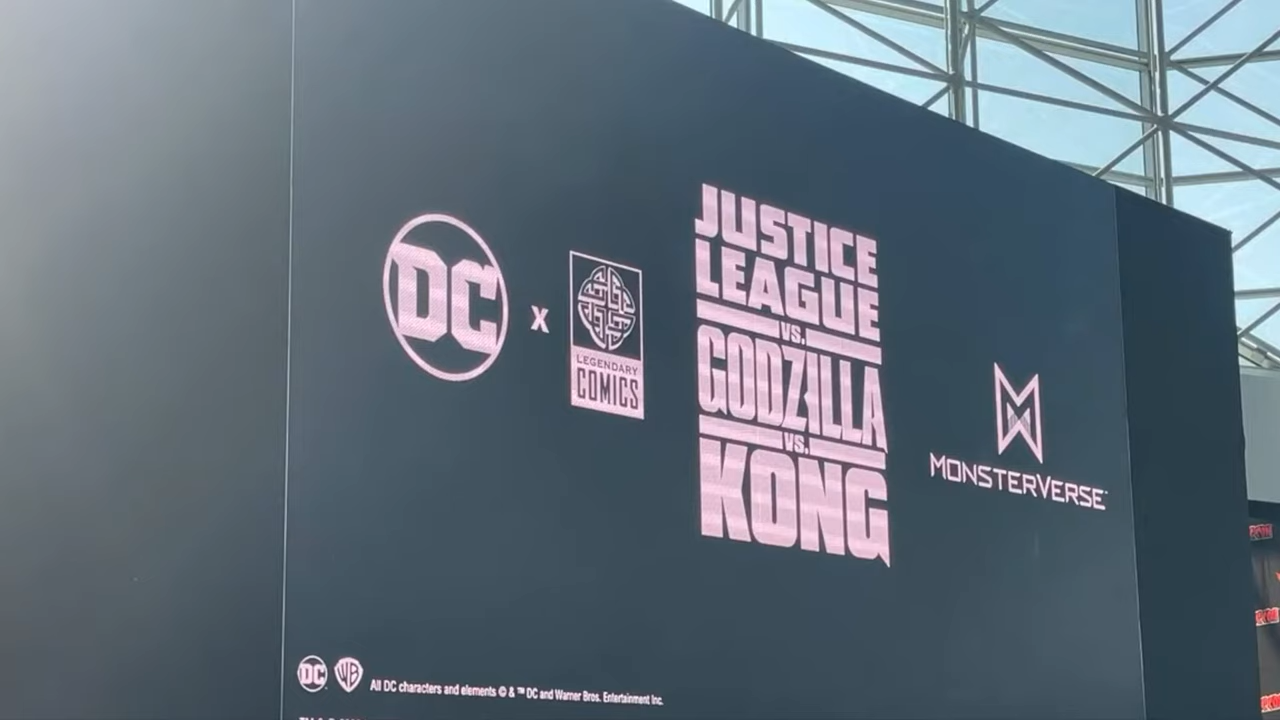 DC
X
LEGENDARY
COMICS
JUSTICE
LEAGUE
VS.
GODZILLA
VS.
KONG
MONSTERVERSE
DC WB All DC characters and elements © & ™ DC and Warner Bros. Entertainment Inc.